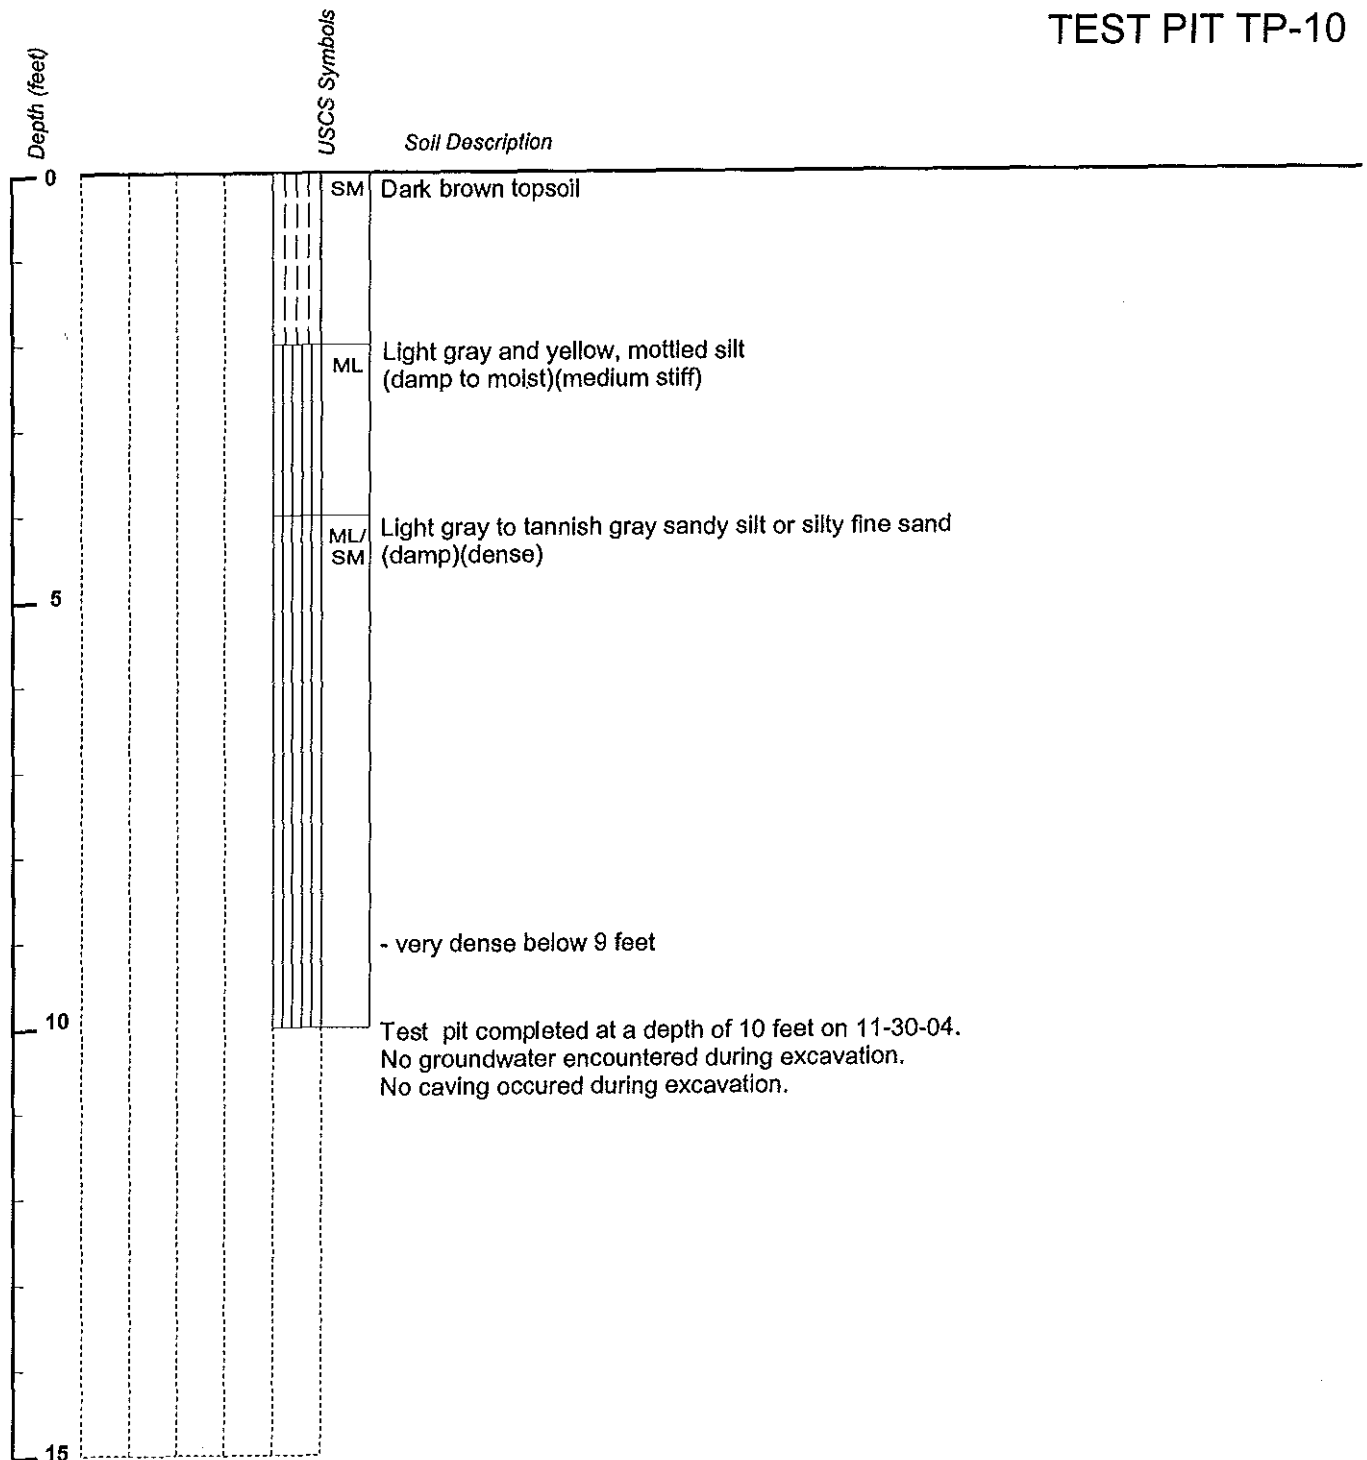 TEST PIT TP-10
Depth (feet)
USCS Symbols
Soil Description
0
SM
Dark brown topsoil
ML
Light gray and yellow, mottled silt
(damp to moist)(medium stiff)
ML/
SM
Light gray to tannish gray sandy silt or silty fine sand
(damp)(dense)
5
- very dense below 9 feet
10
Test pit completed at a depth of 10 feet on 11-30-04.
No groundwater encountered during excavation.
No caving occured during excavation.
15